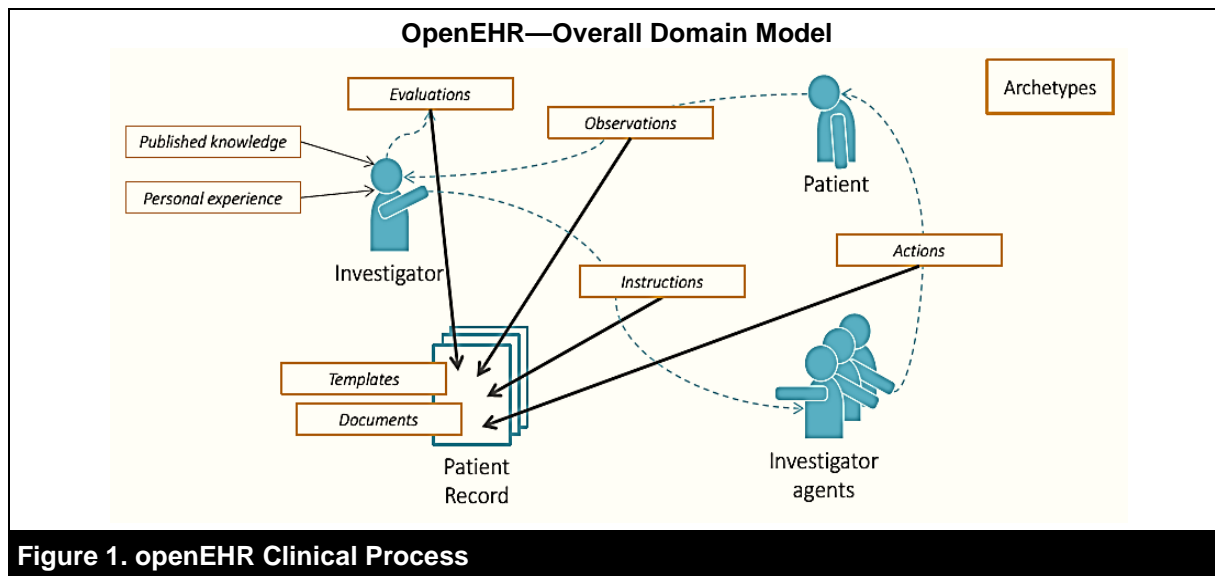 OpenEHR—Overall Domain Model
Evaluations
Archetypes
Observations
Published knowledge
Patient
Personal experience
Actions
Investigator
Instructions
Templates
Documents
Patient
Record
Investigator
agents
Figure 1. openEHR Clinical Process